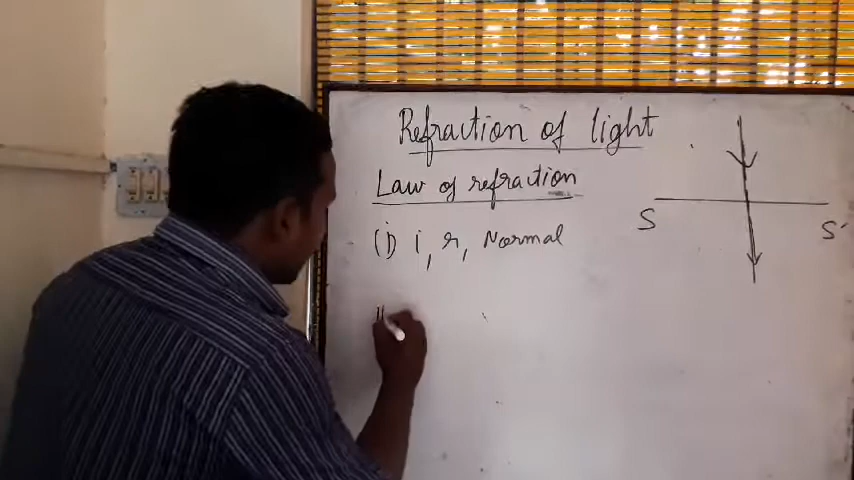 Refraction of light
Law of refraction
(i) i, r, Normal
S
S'